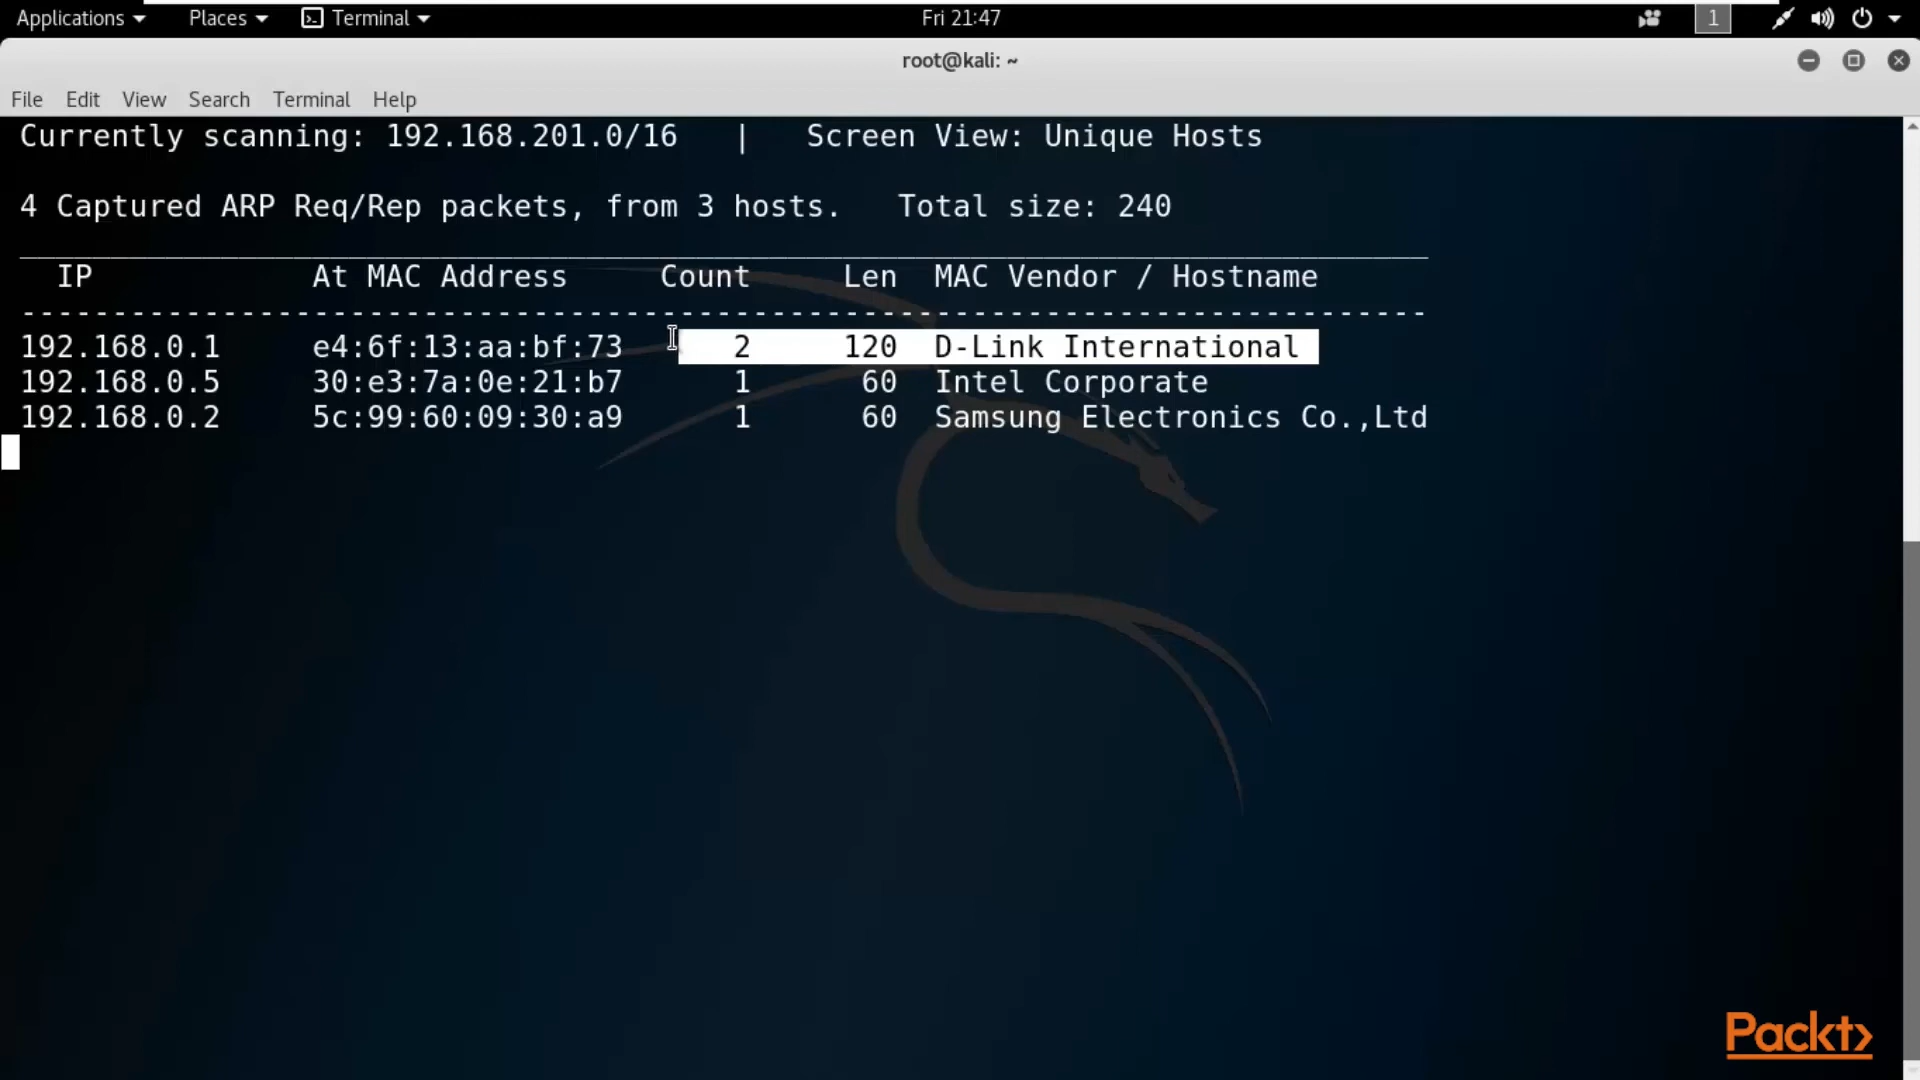 Applications Places Terminal Fri 21:47 1
root@kali: ~
File Edit View Search Terminal Help
Currently scanning: 192.168.201.0/16 | Screen View: Unique Hosts
4 Captured ARP Req/Rep packets, from 3 hosts. Total size: 240
_____________________________________________________________________________
IP At MAC Address Count Len MAC Vendor / Hostname
-----------------------------------------------------------------------------
192.168.0.1 e4:6f:13:aa:bf:73 2 120 D-Link International
192.168.0.5 30:e3:7a:0e:21:b7 1 60 Intel Corporate
192.168.0.2 5c:99:60:09:30:a9 1 60 Samsung Electronics Co.,Ltd
Packt>